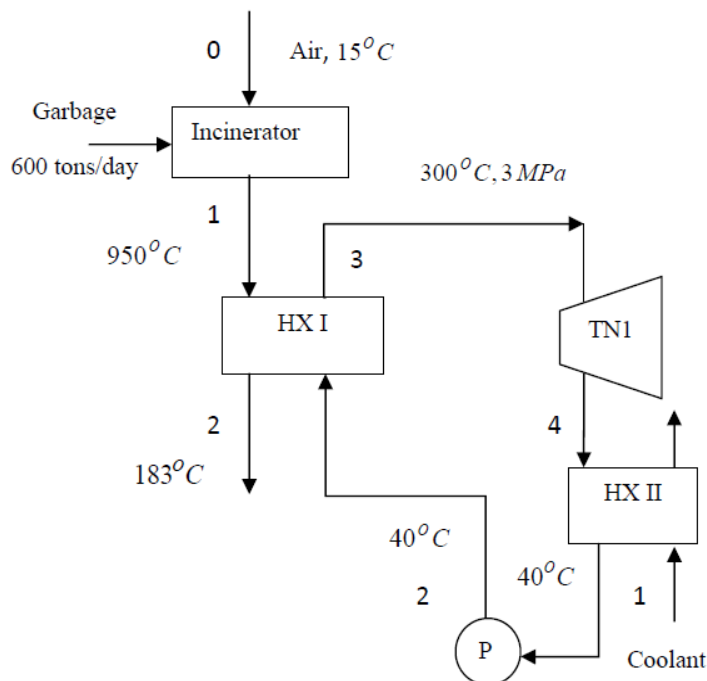 0
Air, 15°C
Garbage
Incinerator
600 tons/day
300°C, 3 MPa
1
950°C
3
HX I
TN1
2
4
183°C
HX II
40°C
40°C
2
1
P
Coolant